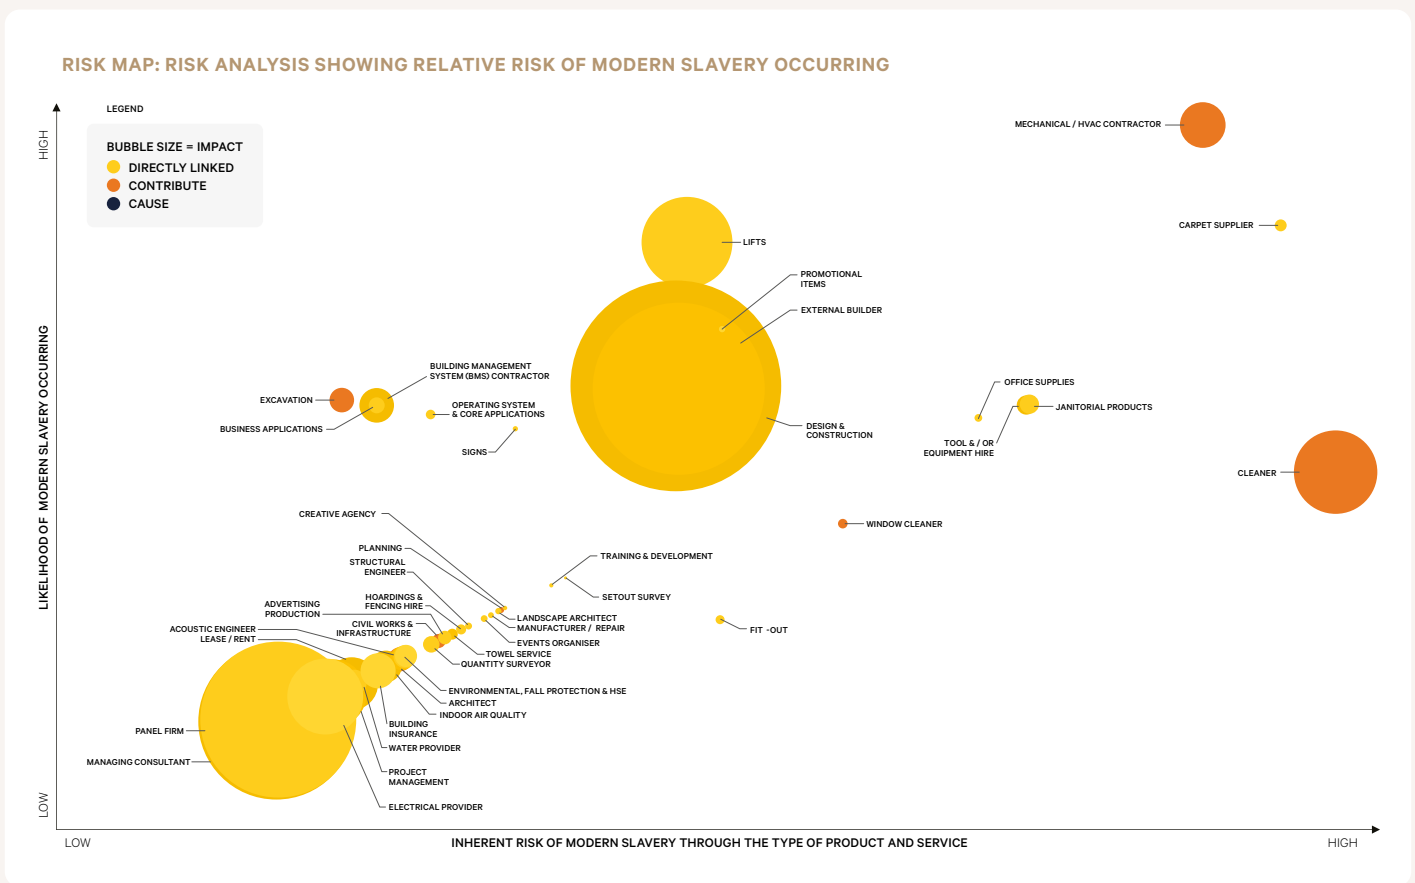 RISK MAP: RISK ANALYSIS SHOWING RELATIVE RISK OF MODERN SLAVERY OCCURRING
LEGEND
BUBBLE SIZE = IMPACT
DIRECTLY LINKED
CONTRIBUTE
CAUSE
HIGH
LIKELIHOOD OF MODERN SLAVERY OCCURRING
LOW
MECHANICAL / HVAC CONTRACTOR
CARPET SUPPLIER
LIFTS
PROMOTIONAL
ITEMS
EXTERNAL BUILDER
BUILDING MANAGEMENT
SYSTEM (BMS) CONTRACTOR
EXCAVATION
OPERATING SYSTEM
& CORE APPLICATIONS
BUSINESS APPLICATIONS
SIGNS
DESIGN &
CONSTRUCTION
OFFICE SUPPLIES
JANITORIAL PRODUCTS
TOOL & / OR
EQUIPMENT HIRE
CLEANER
WINDOW CLEANER
CREATIVE AGENCY
PLANNING
STRUCTURAL
ENGINEER
TRAINING & DEVELOPMENT
SETOUT SURVEY
HOARDINGS &
FENCING HIRE
ADVERTISING
PRODUCTION
CIVIL WORKS &
INFRASTRUCTURE
ACOUSTIC ENGINEER
LEASE / RENT
LANDSCAPE ARCHITECT
MANUFACTURER / REPAIR
EVENTS ORGANISER
TOWEL SERVICE
QUANTITY SURVEYOR
FIT -OUT
ENVIRONMENTAL, FALL PROTECTION & HSE
ARCHITECT
INDOOR AIR QUALITY
BUILDING
INSURANCE
WATER PROVIDER
PROJECT
MANAGEMENT
ELECTRICAL PROVIDER
PANEL FIRM
MANAGING CONSULTANT
LOW
INHERENT RISK OF MODERN SLAVERY THROUGH THE TYPE OF PRODUCT AND SERVICE
HIGH